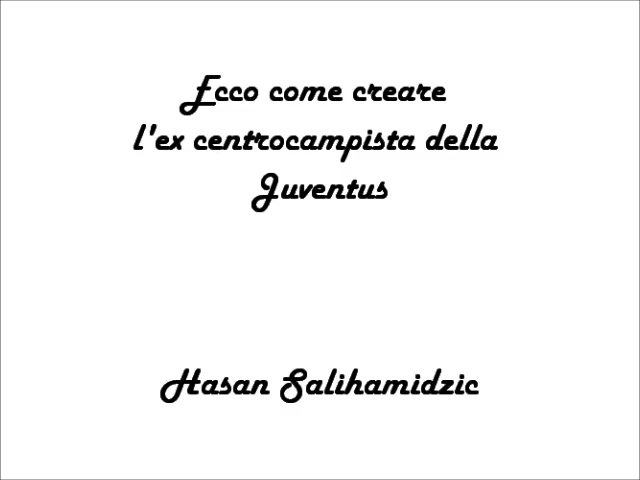 Ecco come creare
l'ex centrocampista della
Juventus
Hasan Salihamidzic